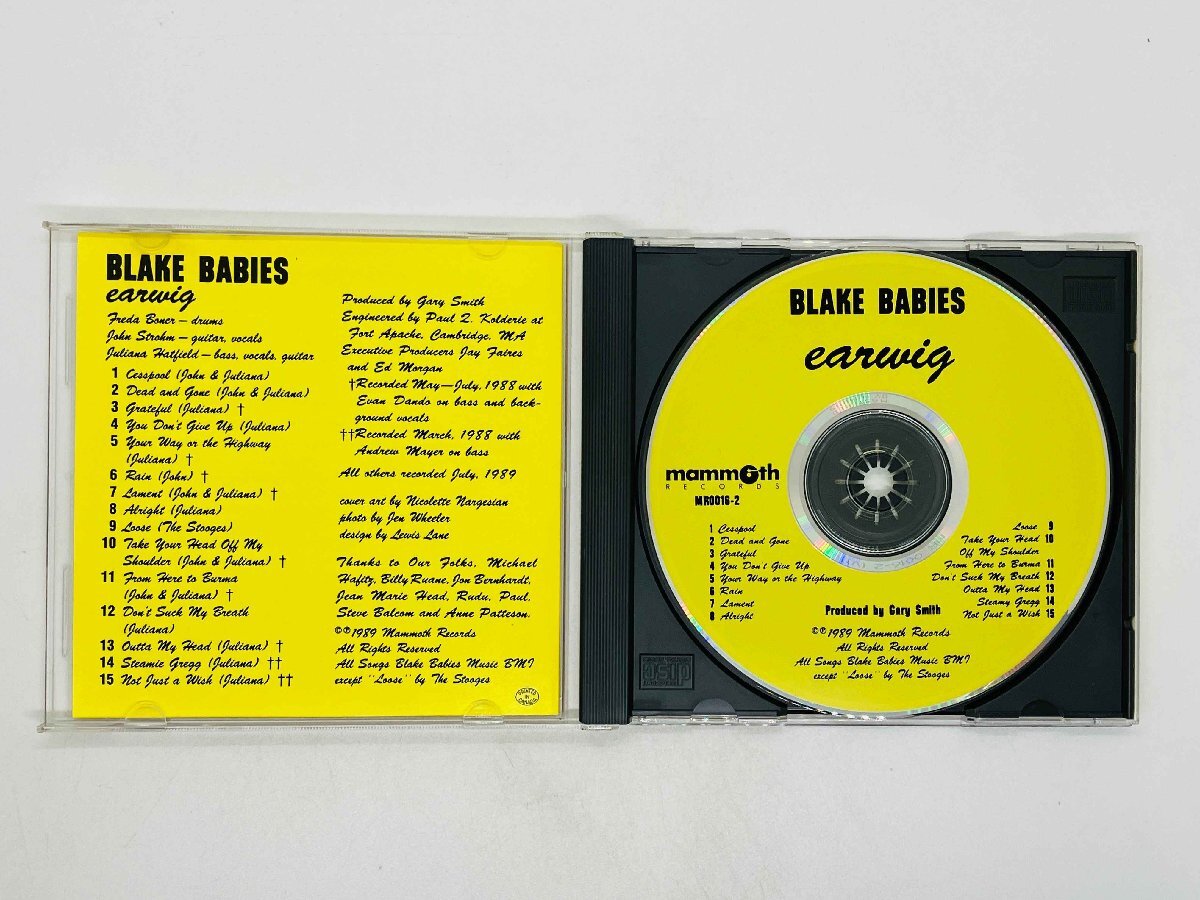 BLAKE BABIES
earwig
Freda Boner – drums
John Strohm – guitar, vocals
Juliana Hatfield – bass, vocals, guitar
1 Cesspool (John & Juliana)
2 Dead and Gone (John & Juliana)
3 Grateful (Juliana) †
4 You Don't Give Up (Juliana)
5 Your Way or the Highway
(Juliana) †
6 Rain (John) †
7 Lament (John & Juliana) †
8 Alright (Juliana)
9 Loose (The Stooges)
10 Take Your Head Off My
Shoulder (John & Juliana) †
11 From Here to Burma
(John & Juliana) †
12 Don't Suck My Breath
(Juliana)
13 Outta My Head (Juliana) †
14 Steamie Gregg (Juliana) ††
15 Not Just a Wish (Juliana) ††
Produced by Gary Smith
Engineered by Paul Q. Kolderie at
Fort Apache, Cambridge, MA
Executive Producers Jay Faires
and Ed Morgan
†Recorded May—July, 1988 with
Evan Dando on bass and back-
ground vocals
††Recorded March, 1988 with
Andrew Mayer on bass
All others recorded July, 1989
cover art by Nicolette Nargesian
photo by Jen Wheeler
design by Lewis Lane
Thanks to Our Folks, Michael
Hafitz, Billy Ruane, Jon Bernhardt,
Jean Marie Head, Rudu, Paul,
Steve Balcom and Anne Patteson.
©℗1989 Mammoth Records
All Rights Reserved
All Songs Blake Babies Music BMI
except "Loose" by The Stooges
PRINTED IN CANADA
BLAKE BABIES
earwig
mammoth
RECORDS
MR0016-2
1 Cesspool
2 Dead and Gone
3 Grateful
4 You Don't Give Up
5 Your Way or the Highway
6 Rain
7 Lament
8 Alright
Loose 9
Take Your Head 10
Off My Shoulder
From Here to Burma 11
Don't Suck My Breath 12
Outta My Head 13
Steamy Gregg 14
Not Just a Wish 15
Produced by Gary Smith
©℗1989 Mammoth Records
All Rights Reserved
All Songs Blake Babies Music BMI
except "Loose" by The Stooges
disc